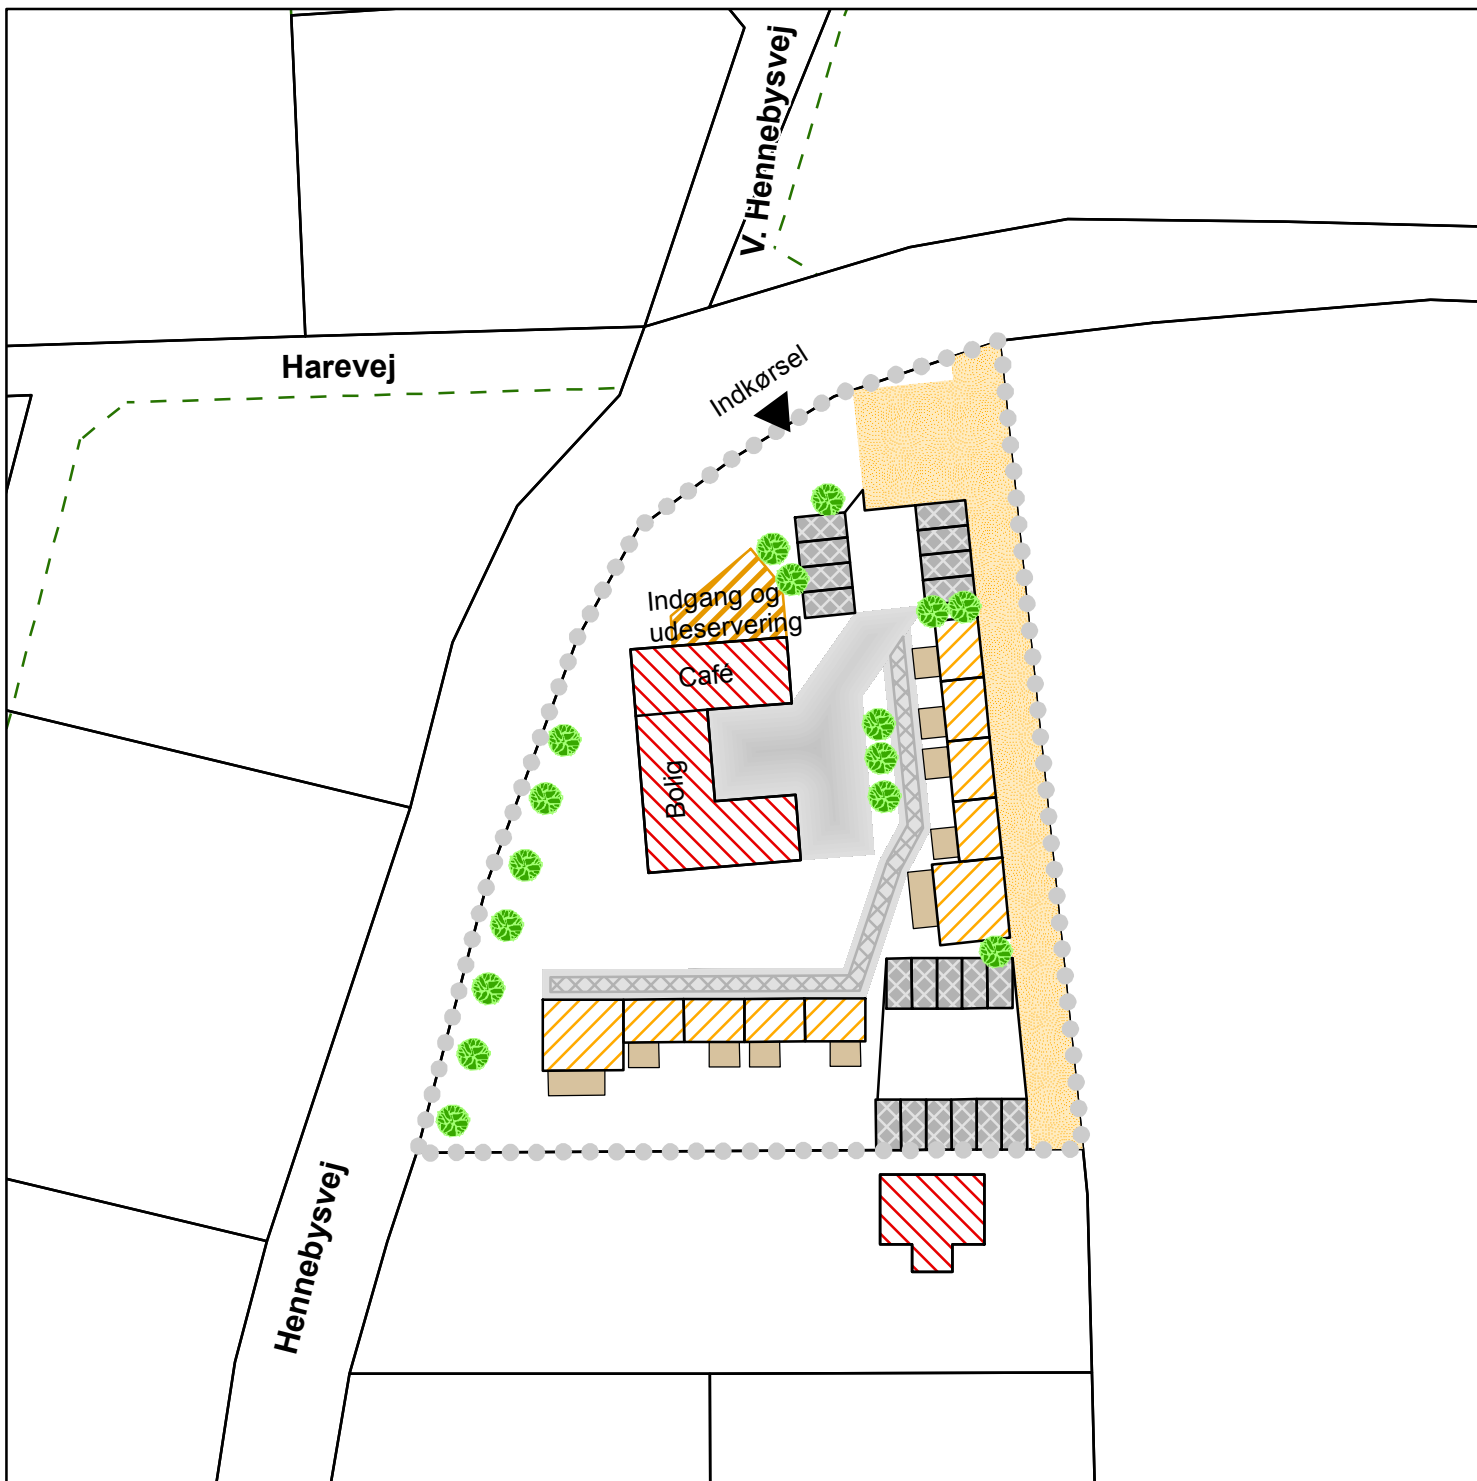 V. Hennebysvej
Harevej
Indkørsel
Indgang og
udeservering
Café
Bolig
Hennebysvej